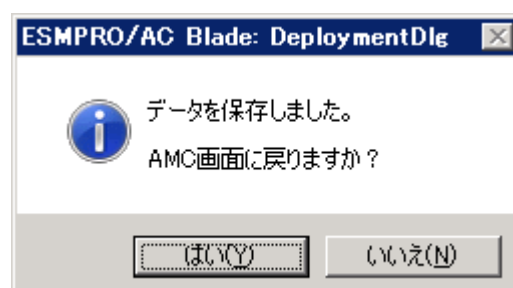 ESMPRO/AC Blade: DeploymentDlg
データを保存しました。
AMC画面に戻りますか？
はい(Y)
いいえ(N)